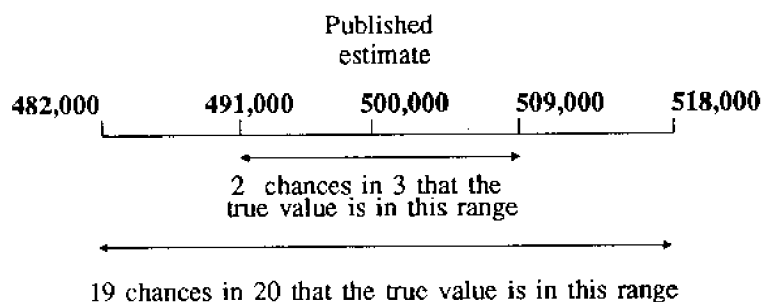 Published
estimate
482,000 491,000 500,000 509,000 518,000
2 chances in 3 that the
true value is in this range
19 chances in 20 that the true value is in this range